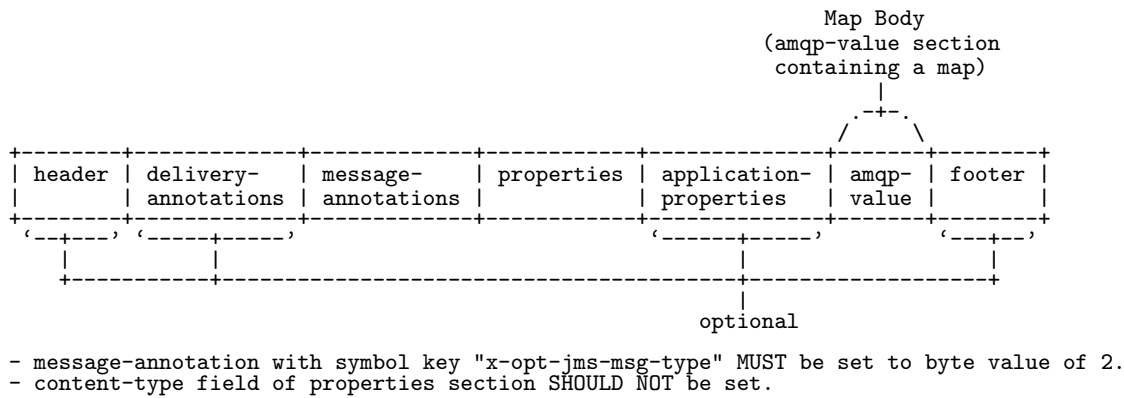 Map Body
(amqp-value section
containing a map)
|
.-+-.
/     \
+--------+-------------+-------------+------------+--------------+-------+--------+
| header | delivery-   | message-    | properties | application- | amqp- | footer |
|        | annotations | annotations |            | properties   | value |        |
+--------+-------------+-------------+------------+--------------+-------+--------+
‘--+---’ ‘-----+-----’ ‘------+-----’ ‘---+--’
|            |                                        |                   |
+-----------+----------------------------------------+-------------------+
|
optional
- message-annotation with symbol key "x-opt-jms-msg-type" MUST be set to byte value of 2.
- content-type field of properties section SHOULD NOT be set.